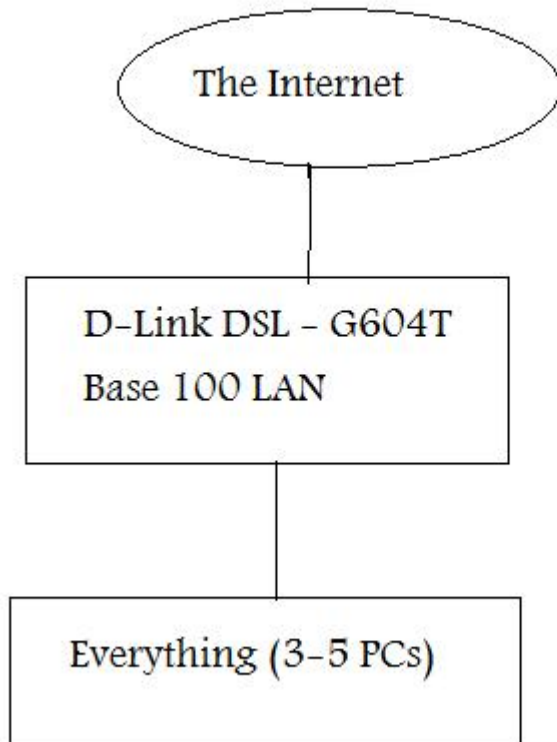 The Internet
D-Link DSL - G604T
Base 100 LAN
Everything (3-5 PCs)